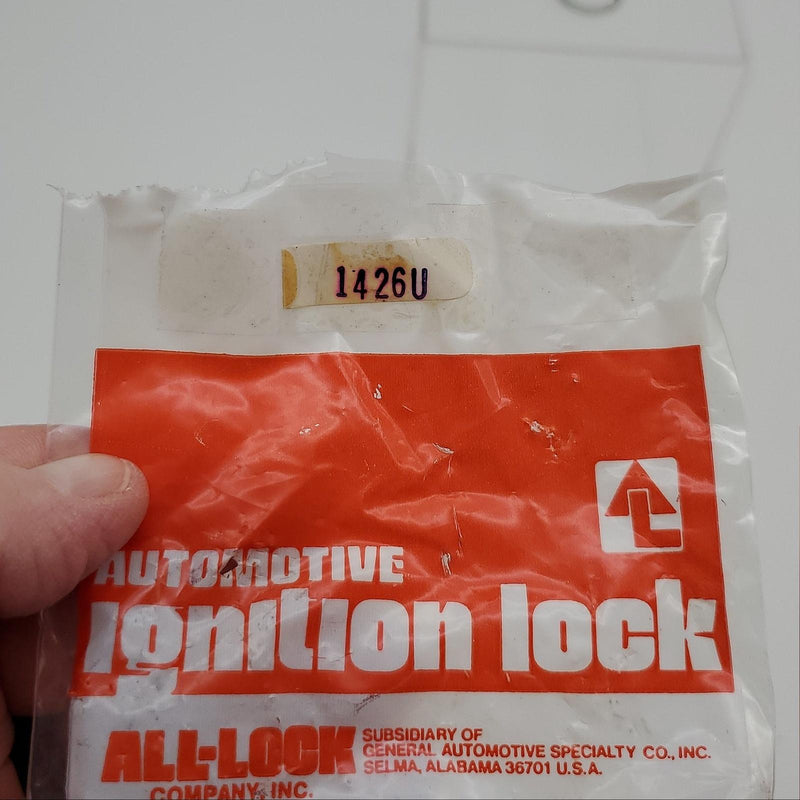 1426U
AUTOMOTIVE
ignition lock
ALL-LOCK
COMPANY, INC.
SUBSIDIARY OF
GENERAL AUTOMOTIVE SPECIALTY CO., INC.
SELMA, ALABAMA 36701 U.S.A.